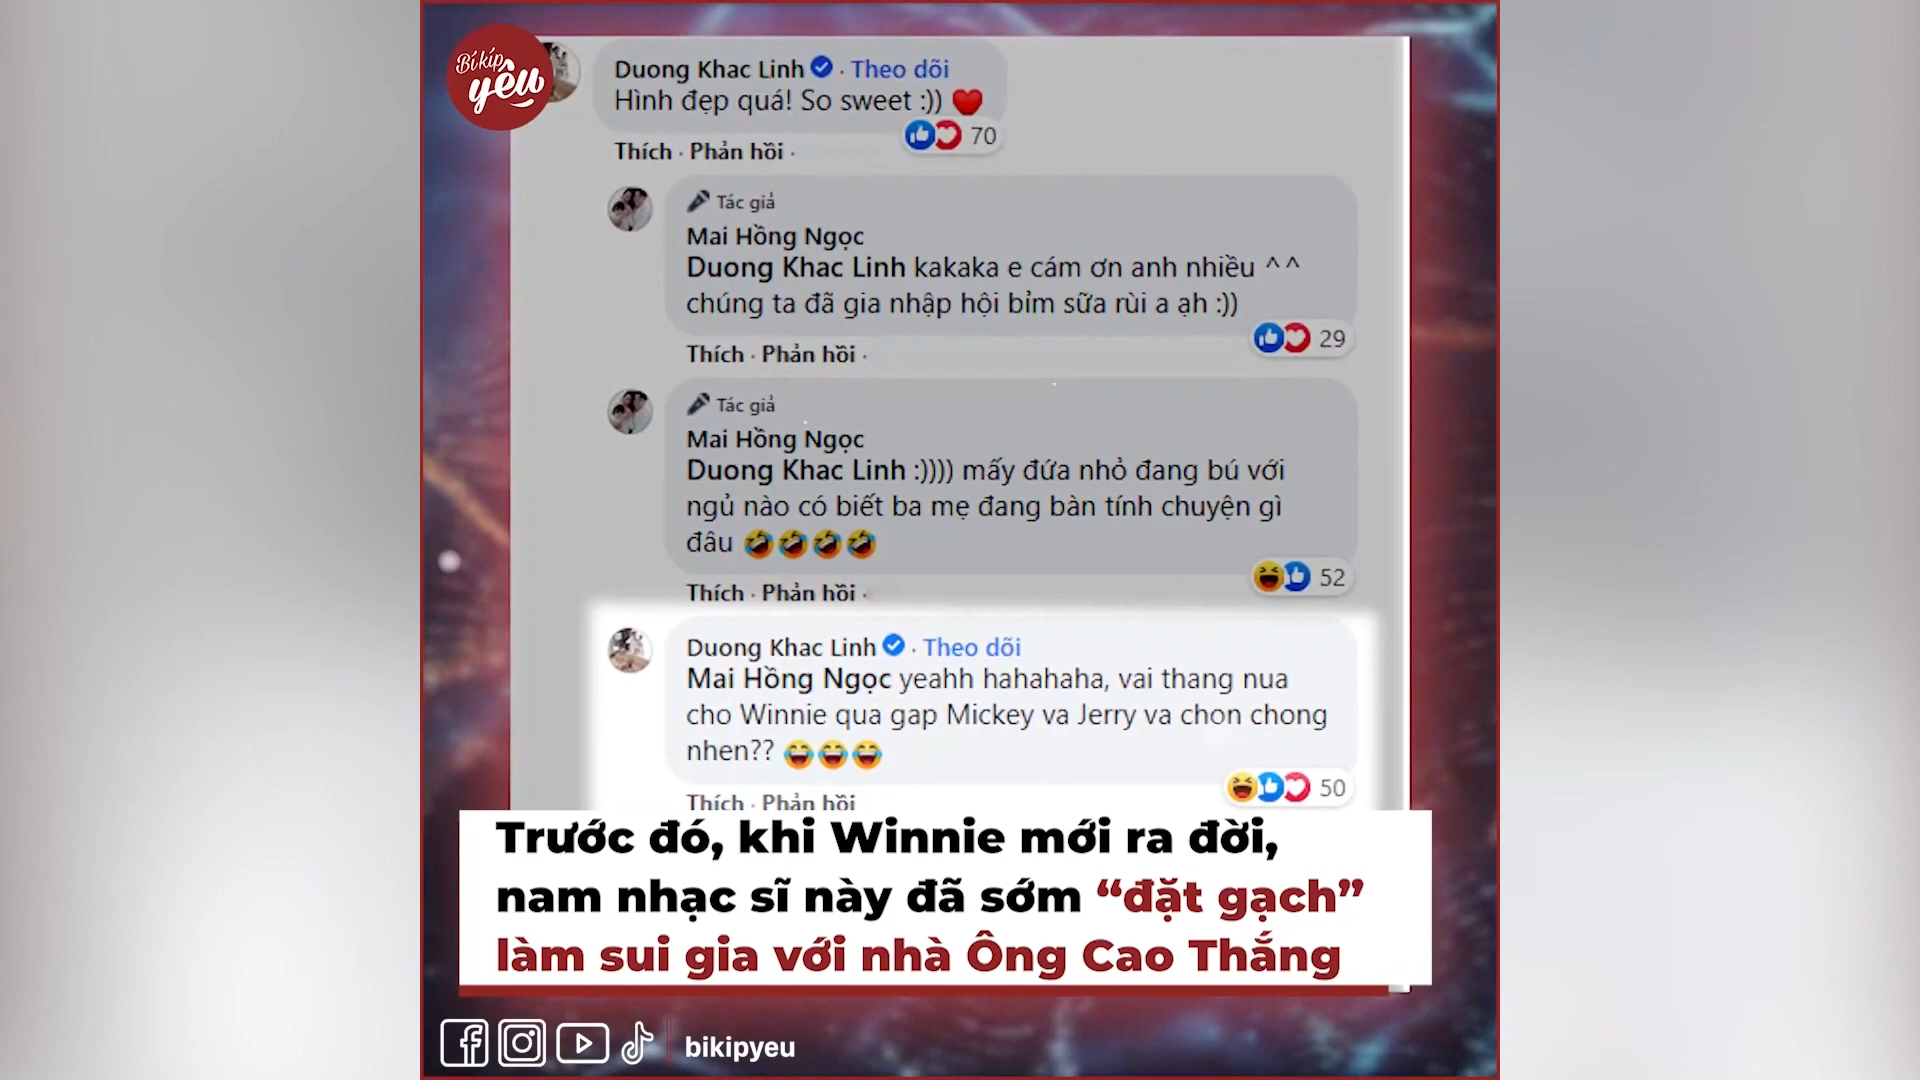 Bí kíp
yêu
Duong Khac Linh · Theo dõi
Hình đẹp quá! So sweet :)) ❤️
70
Thích · Phản hồi ·
Tác giả
Mai Hồng Ngọc
Duong Khac Linh kakaka e cám ơn anh nhiều ^^
chúng ta đã gia nhập hội bỉm sữa rùi a ạh :))
29
Thích · Phản hồi ·
Tác giả
Mai Hồng Ngọc
Duong Khac Linh :)))) mấy đứa nhỏ đang bú với
ngủ nào có biết ba mẹ đang bàn tính chuyện gì
đâu 🤣🤣🤣🤣
52
Thích · Phản hồi ·
Duong Khac Linh · Theo dõi
Mai Hồng Ngọc yeahh hahahaha, vai thang nua
cho Winnie qua gap Mickey va Jerry va chon chong
nhen?? 😂😂😂
50
Thích · Phản hồi
Trước đó, khi Winnie mới ra đời,
nam nhạc sĩ này đã sớm “đặt gạch”
làm sui gia với nhà Ông Cao Thắng
bikipyeu